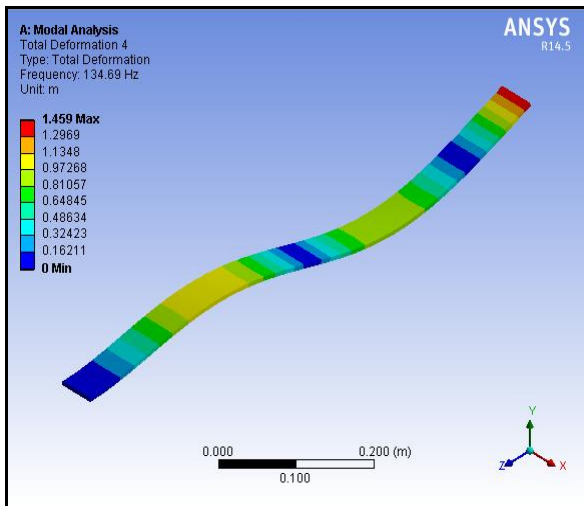 A: Modal Analysis
Total Deformation 4
Type: Total Deformation
Frequency: 134.69 Hz
Unit: m
ANSYS
R14.5
1.459 Max
1.2969
1.1348
0.97268
0.81057
0.64845
0.48634
0.32423
0.16211
0 Min
0.000
0.200 (m)
0.100
Y
Z
X